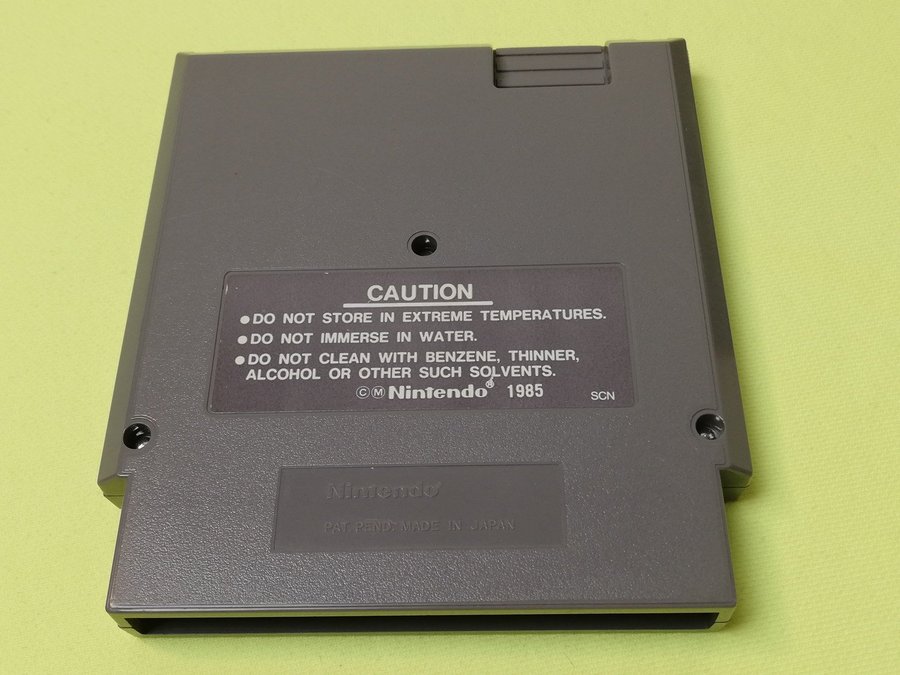 CAUTION
●DO NOT STORE IN EXTREME TEMPERATURES.
●DO NOT IMMERSE IN WATER.
●DO NOT CLEAN WITH BENZENE, THINNER,
ALCOHOL OR OTHER SUCH SOLVENTS.
ⒸⓂNintendo® 1985 SCN
Nintendo®
PAT. PEND. MADE IN JAPAN